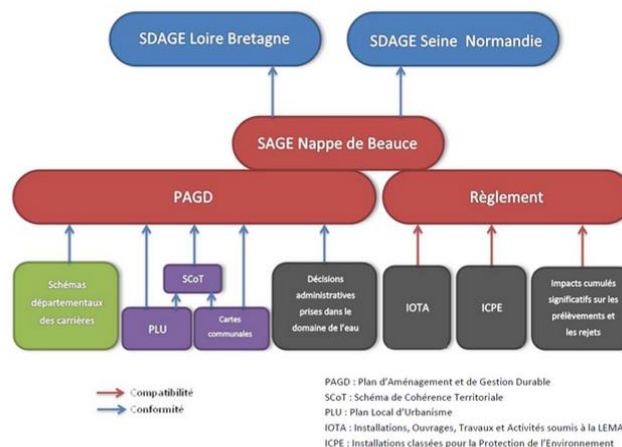 SDAGE Loire Bretagne
SDAGE Seine Normandie
SAGE Nappe de Beauce
PAGD
Règlement
Schémas
départementaux
des carrières
PLU
SCoT
Cartes
communales
Décisions
administratives
prises dans le
domaine de l'eau
IOTA
ICPE
Impacts cumulés
significatifs sur les
prélèvements et
les rejets
Compatibilité
Conformité
PAGD : Plan d'Aménagement et de Gestion Durable
SCoT : Schéma de Cohérence Territoriale
PLU : Plan Local d'Urbanisme
IOTA : Installations, Ouvrages, Travaux et Activités soumis à la LEMA
ICPE : Installations classées pour la Protection de l'Environnement